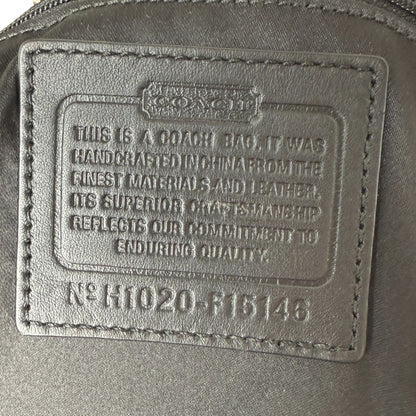 COACH
THIS IS A COACH BAG. IT WAS
HANDCRAFTED IN CHINA FROM THE
FINEST MATERIALS AND LEATHER.
ITS SUPERIOR CRAFTSMANSHIP
REFLECTS OUR COMMITMENT TO
ENDURING QUALITY.
Nº H1020-F15146